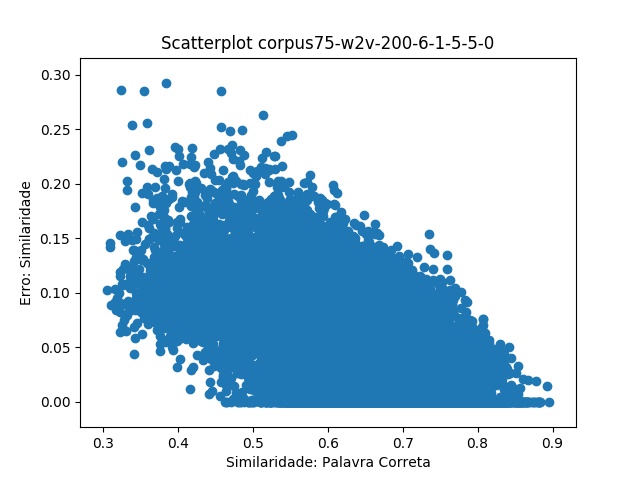 Scatterplot corpus75-w2v-200-6-1-5-5-0
0.30
0.25
0.20
0.15
0.10
0.05
0.00
Erro: Similaridade
0.3 0.4 0.5 0.6 0.7 0.8 0.9
Similaridade: Palavra Correta